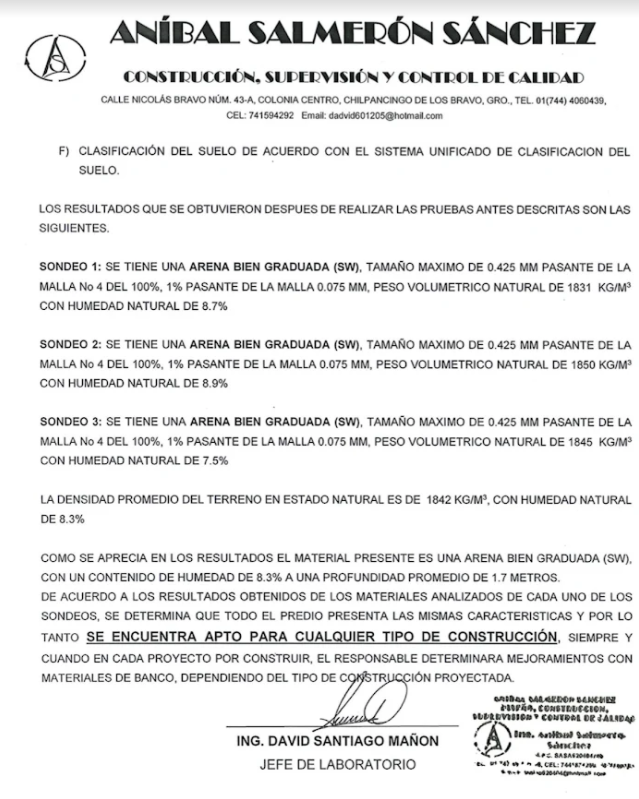 ANÍBAL SALMERÓN SÁNCHEZ
CONSTRUCCIÓN, SUPERVISIÓN Y CONTROL DE CALIDAD
CALLE NICOLÁS BRAVO NÚM. 43-A, COLONIA CENTRO, CHILPANCINGO DE LOS BRAVO, GRO., TEL. 01(744) 4060439,
CEL: 741594292 Email: dadvid601205@hotmail.com
F) CLASIFICACIÓN DEL SUELO DE ACUERDO CON EL SISTEMA UNIFICADO DE CLASIFICACION DEL
SUELO.
LOS RESULTADOS QUE SE OBTUVIERON DESPUES DE REALIZAR LAS PRUEBAS ANTES DESCRITAS SON LAS
SIGUIENTES.
SONDEO 1: SE TIENE UNA ARENA BIEN GRADUADA (SW), TAMAÑO MAXIMO DE 0.425 MM PASANTE DE LA
MALLA No 4 DEL 100%, 1% PASANTE DE LA MALLA 0.075 MM, PESO VOLUMETRICO NATURAL DE 1831 KG/M³
CON HUMEDAD NATURAL DE 8.7%
SONDEO 2: SE TIENE UNA ARENA BIEN GRADUADA (SW), TAMAÑO MAXIMO DE 0.425 MM PASANTE DE LA
MALLA No 4 DEL 100%, 1% PASANTE DE LA MALLA 0.075 MM, PESO VOLUMETRICO NATURAL DE 1850 KG/M³
CON HUMEDAD NATURAL DE 8.9%
SONDEO 3: SE TIENE UNA ARENA BIEN GRADUADA (SW), TAMAÑO MAXIMO DE 0.425 MM PASANTE DE LA
MALLA No 4 DEL 100%, 1% PASANTE DE LA MALLA 0.075 MM, PESO VOLUMETRICO NATURAL DE 1845 KG/M³
CON HUMEDAD NATURAL DE 7.5%
LA DENSIDAD PROMEDIO DEL TERRENO EN ESTADO NATURAL ES DE 1842 KG/M³, CON HUMEDAD NATURAL
DE 8.3%
COMO SE APRECIA EN LOS RESULTADOS EL MATERIAL PRESENTE ES UNA ARENA BIEN GRADUADA (SW),
CON UN CONTENIDO DE HUMEDAD DE 8.3% A UNA PROFUNDIDAD PROMEDIO DE 1.7 METROS.
DE ACUERDO A LOS RESULTADOS OBTENIDOS DE LOS MATERIALES ANALIZADOS DE CADA UNO DE LOS
SONDEOS, SE DETERMINA QUE TODO EL PREDIO PRESENTA LAS MISMAS CARACTERISTICAS Y POR LO
TANTO SE ENCUENTRA APTO PARA CUALQUIER TIPO DE CONSTRUCCIÓN, SIEMPRE Y
CUANDO EN CADA PROYECTO POR CONSTRUIR, EL RESPONSABLE DETERMINARA MEJORAMIENTOS CON
MATERIALES DE BANCO, DEPENDIENDO DEL TIPO DE CONSTRUCCIÓN PROYECTADA.
ING. DAVID SANTIAGO MAÑON
JEFE DE LABORATORIO
ANIBAL SALMERON SANCHEZ
DISEÑO, CONSTRUCCION,
SUPERVISION Y CONTROL DE CALIDAD
Ing. Anibal Salmeron
Sánchez